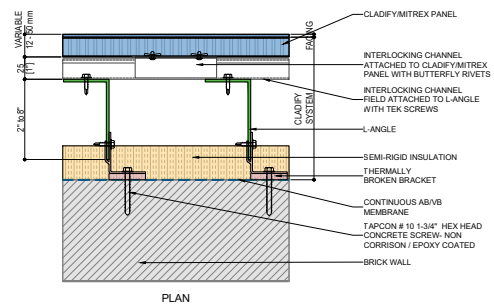 VARIABLE
12 - 50 mm
25
[1"]
2" to 8"
FACING
CLADIFY
SYSTEM
CLADIFY/MITREX PANEL
INTERLOCKING CHANNEL
ATTACHED TO CLADIFY/MITREX
PANEL WITH BUTTERFLY RIVETS
INTERLOCKING CHANNEL
FIELD ATTACHED TO L-ANGLE
WITH TEK SCREWS
L-ANGLE
SEMI-RIGID INSULATION
THERMALLY
BROKEN BRACKET
CONTINUOUS AB/VB
MEMBRANE
TAPCON # 10 1-3/4" HEX HEAD
CONCRETE SCREW- NON
CORRISON / EPOXY COATED
BRICK WALL
PLAN